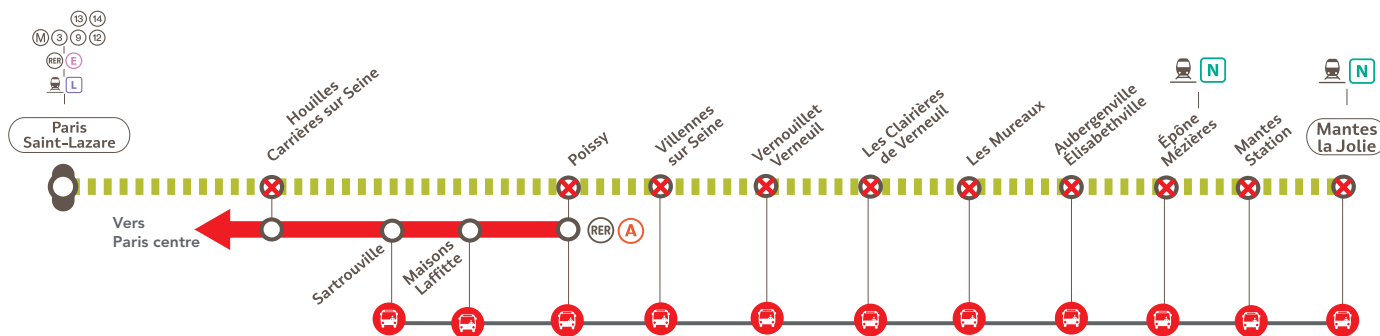 13 14
M 3 9 12
RER E
L
Paris
Saint-Lazare
Houilles
Carrières sur Seine
Poissy
Villennes
sur Seine
Vernouillet
Verneuil
Les Clairières
de Verneuil
Les Mureaux
Aubergenville
Élisabethville
N
Épône
Mézières
Mantes
Station
N
Mantes
la Jolie
Vers
Paris centre
Sartrouville
Maisons
Laffitte
RER A